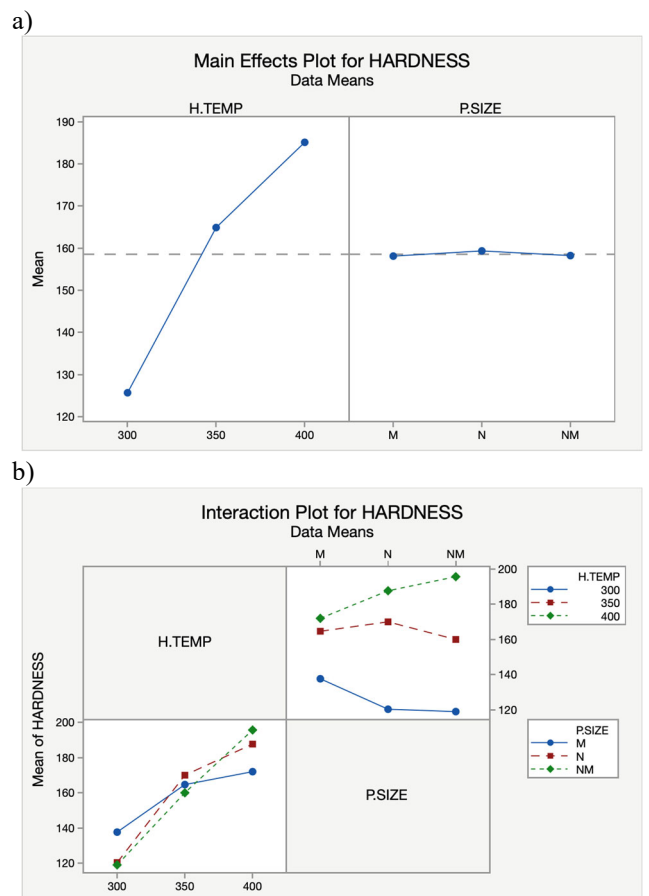 a)
Main Effects Plot for HARDNESS
Data Means
H.TEMP P.SIZE
190
180
170
160
150
140
130
120
Mean
300 350 400 M N NM
b)
Interaction Plot for HARDNESS
Data Means
M N NM
200
180
160
140
120
H.TEMP
300
350
400
H.TEMP
Mean of HARDNESS
200
180
160
140
120
P.SIZE
P.SIZE
M
N
NM
300 350 400